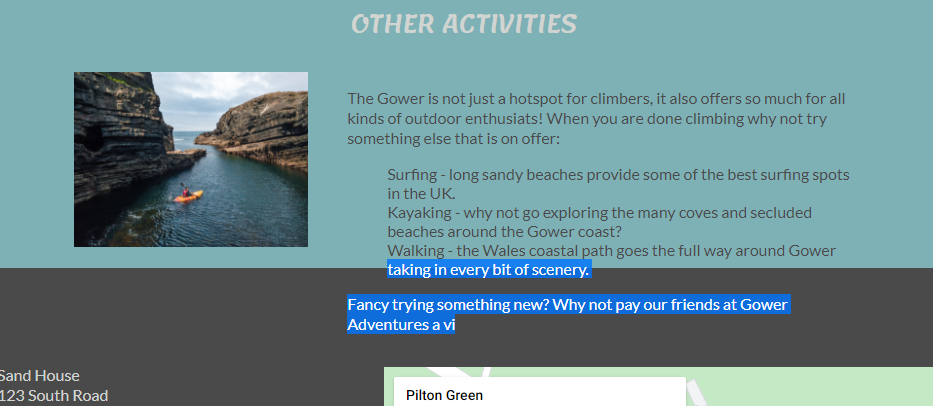 OTHER ACTIVITIES
The Gower is not just a hotspot for climbers, it also offers so much for all
kinds of outdoor enthusiats! When you are done climbing why not try
something else that is on offer:
Surfing - long sandy beaches provide some of the best surfing spots
in the UK.
Kayaking - why not go exploring the many coves and secluded
beaches around the Gower coast?
Walking - the Wales coastal path goes the full way around Gower
taking in every bit of scenery.
Fancy trying something new? Why not pay our friends at Gower
Adventures a vi
Sand House
123 South Road
Pilton Green